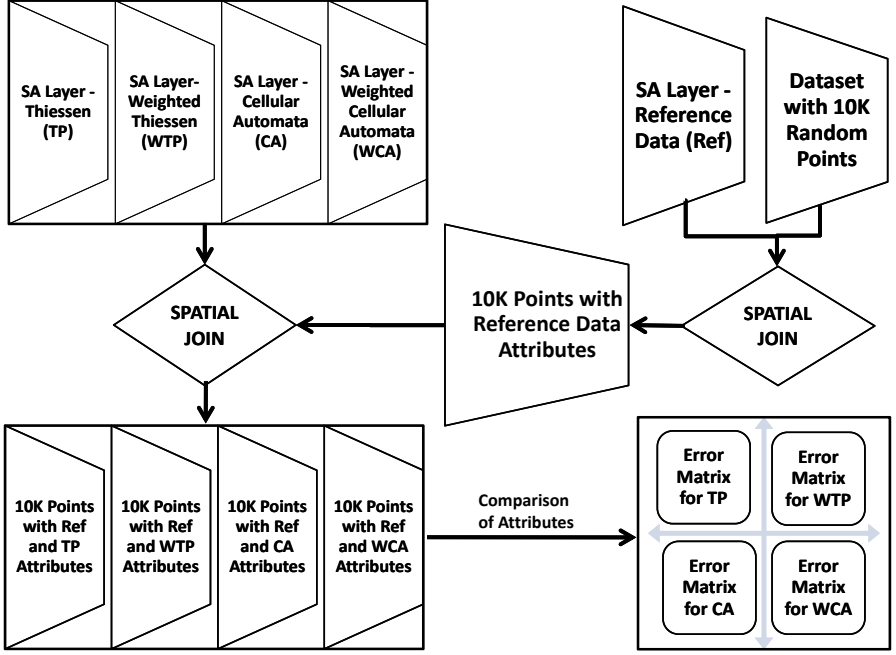 SA Layer -
Thiessen
(TP)
SA Layer-
Weighted
Thiessen
(WTP)
SA Layer -
Cellular
Automata
(CA)
SA Layer -
Weighted
Cellular
Automata
(WCA)
SA Layer -
Reference
Data (Ref)
Dataset
with 10K
Random
Points
SPATIAL
JOIN
10K Points with
Reference Data
Attributes
SPATIAL
JOIN
10K Points
with Ref
and TP
Attributes
10K Points
with Ref
and WTP
Attributes
10K Points
with Ref
and CA
Attributes
10K Points
with Ref
and WCA
Attributes
Comparison
of Attributes
Error
Matrix
for TP
Error
Matrix
for WTP
Error
Matrix
for CA
Error
Matrix
for WCA